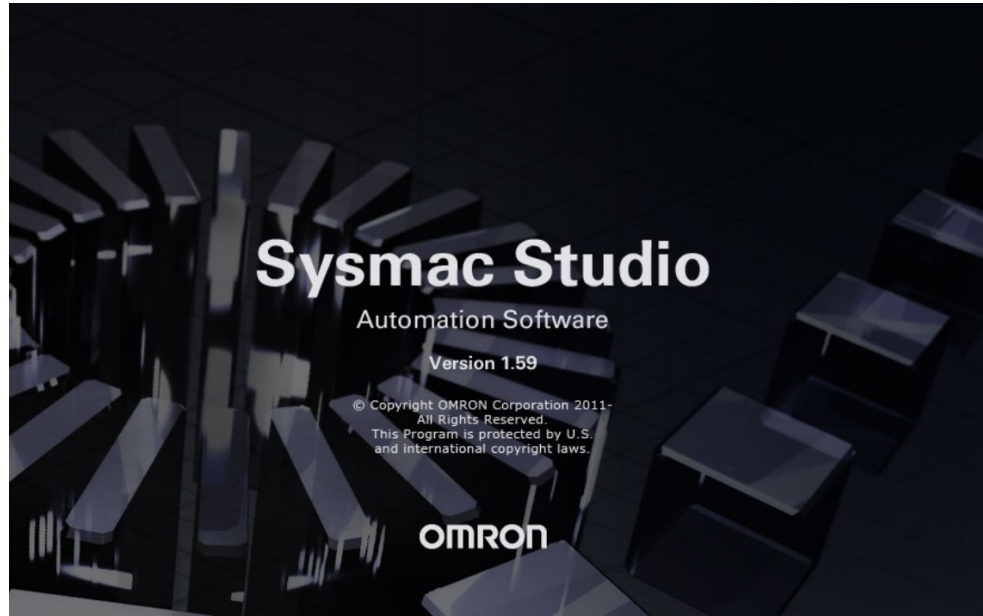 Sysmac Studio
Automation Software
Version 1.59
© Copyright OMRON Corporation 2011-
All Rights Reserved.
This Program is protected by U.S.
and international copyright laws.
OMRON